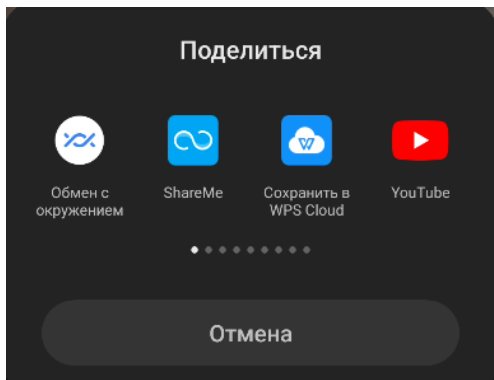 Поделиться
Обмен с
окружением
ShareMe
Сохранить в
WPS Cloud
YouTube
Отмена